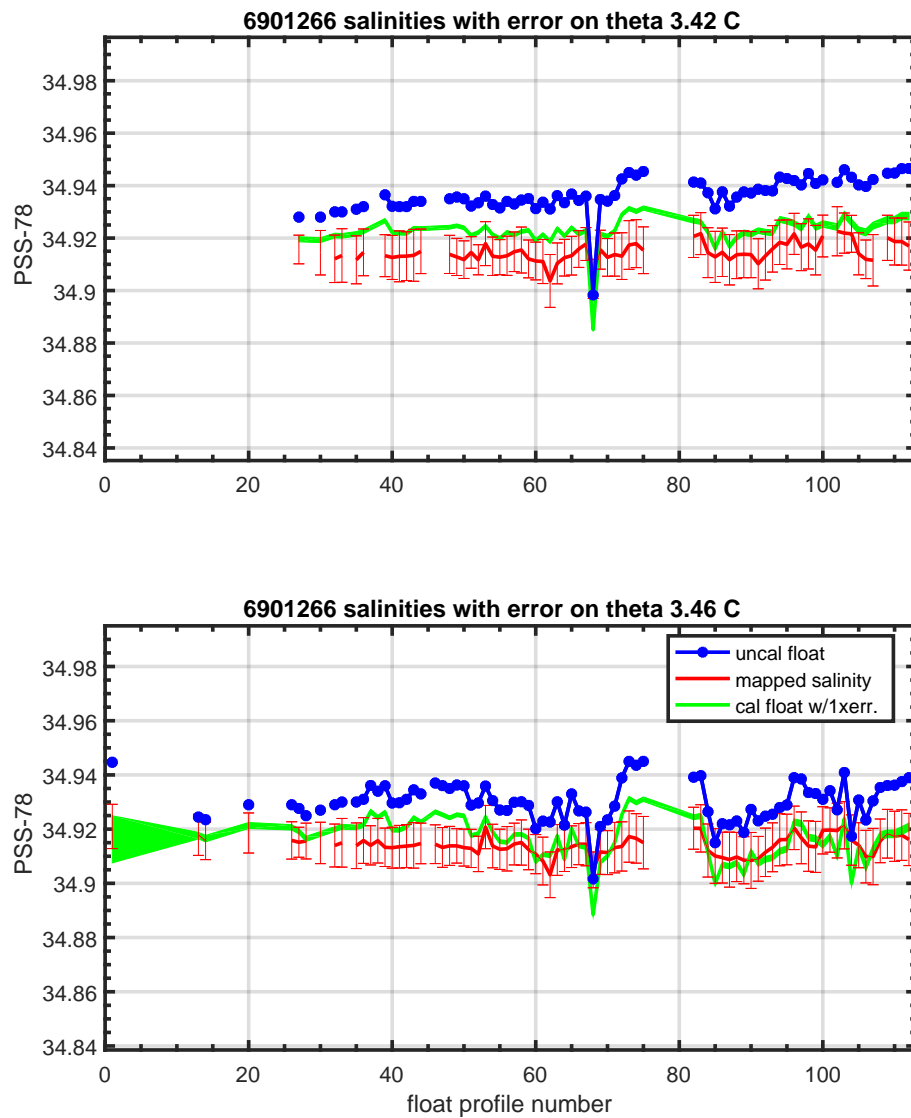 6901266 salinities with error on theta 3.42 C
34.98
34.96
34.94
34.92
34.9
34.88
34.86
34.84
PSS-78
0 20 40 60 80 100
6901266 salinities with error on theta 3.46 C
uncal float
mapped salinity
cal float w/1xerr.
34.98
34.96
34.94
34.92
34.9
34.88
34.86
34.84
PSS-78
0 20 40 60 80 100
float profile number